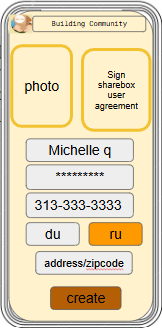 Building Community
photo
Sign
sharebox
user
agreement
Michelle q
*********
313-333-3333
du
ru
address/zipcode
create